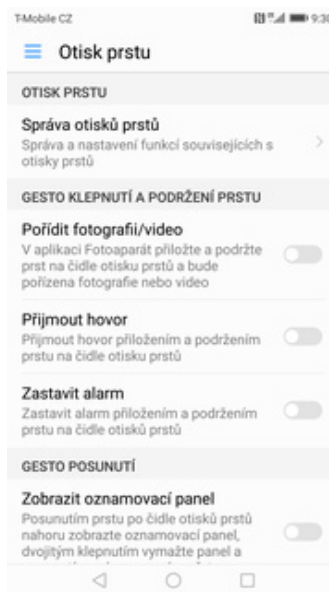 T-Mobile CZ 9:30
Otisk prstu
OTISK PRSTU
Správa otisků prstů
Správa a nastavení funkcí souvisejících s
otisky prstů
GESTO KLEPNUTÍ A PODRŽENÍ PRSTU
Pořídit fotografii/video
V aplikaci Fotoaparát přiložte a podržte
prst na čidle otisku prstů a bude
pořízena fotografie nebo video
Přijmout hovor
Přijmout hovor přiložením a podržením
prstu na čidle otisku prstů
Zastavit alarm
Zastavit alarm přiložením a podržením
prstu na čidle otisků prstů
GESTO POSUNUTÍ
Zobrazit oznamovací panel
Posunutím prstu po čidle otisků prstů
nahoru zobrazte oznamovací panel,
dvojitým klepnutím vymažte panel a